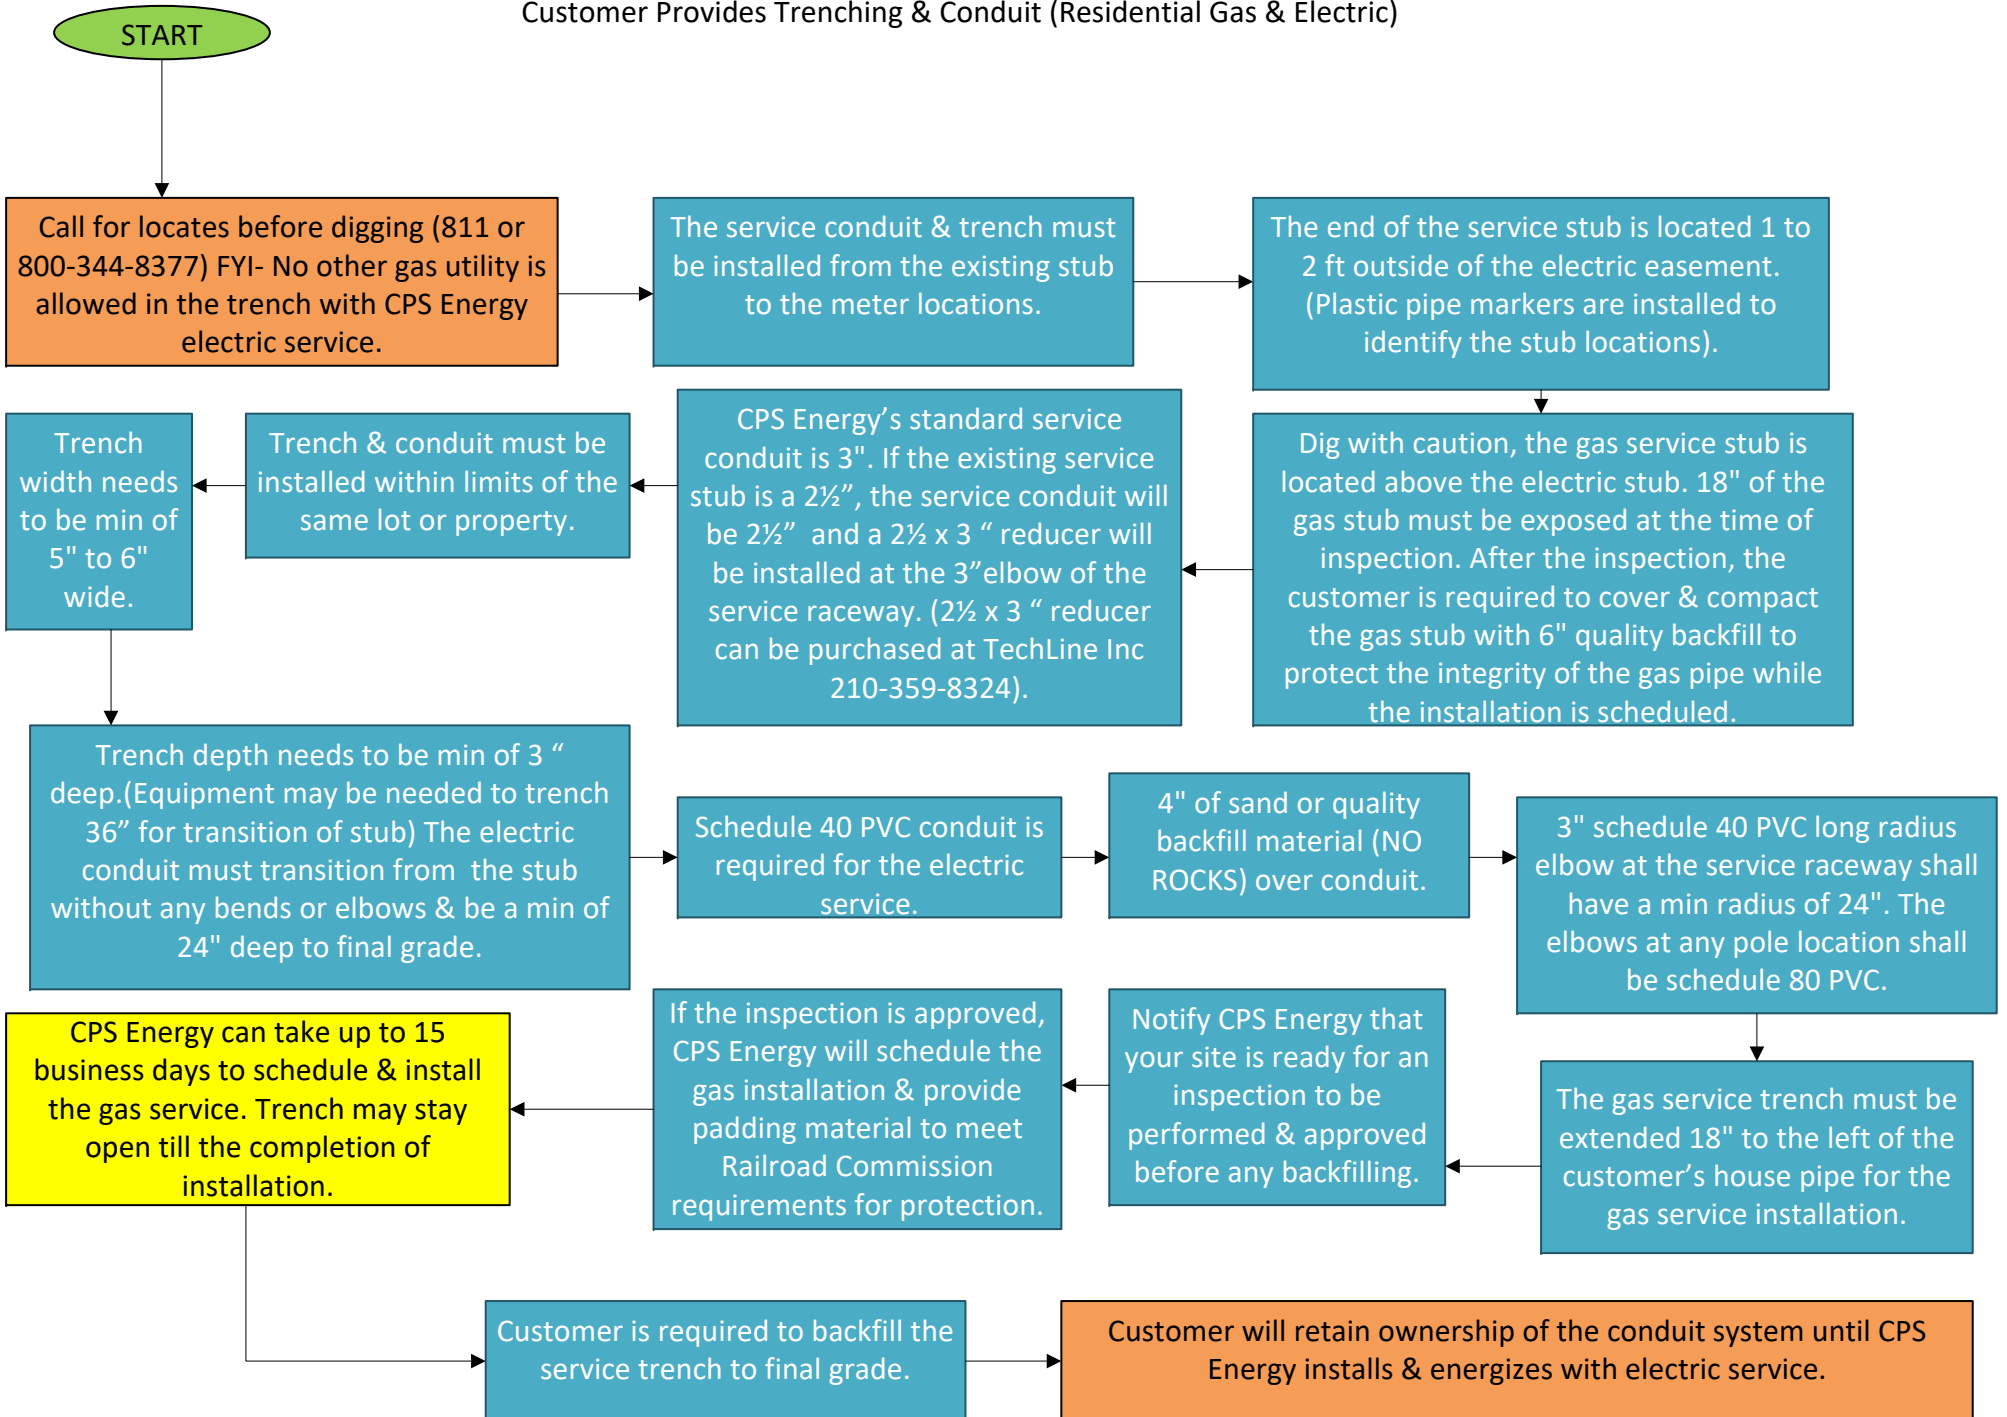 Customer Provides Trenching & Conduit (Residential Gas & Electric)
START
Call for locates before digging (811 or
800-344-8377) FYI- No other gas utility is
allowed in the trench with CPS Energy
electric service.
The service conduit & trench must
be installed from the existing stub
to the meter locations.
The end of the service stub is located 1 to
2 ft outside of the electric easement.
(Plastic pipe markers are installed to
identify the stub locations).
Dig with caution, the gas service stub is
located above the electric stub. 18" of the
gas stub must be exposed at the time of
inspection. After the inspection, the
customer is required to cover & compact
the gas stub with 6" quality backfill to
protect the integrity of the gas pipe while
the installation is scheduled.
CPS Energy’s standard service
conduit is 3". If the existing service
stub is a 2½”, the service conduit will
be 2½”  and a 2½ x 3 “ reducer will
be installed at the 3”elbow of the
service raceway. (2½ x 3 “ reducer
can be purchased at TechLine Inc
210-359-8324).
Trench & conduit must be
installed within limits of the
same lot or property.
Trench
width needs
to be min of
5" to 6"
wide.
Trench depth needs to be min of 3 “
deep.(Equipment may be needed to trench
36” for transition of stub) The electric
conduit must transition from  the stub
without any bends or elbows & be a min of
24" deep to final grade.
Schedule 40 PVC conduit is
required for the electric
service.
4" of sand or quality
backfill material (NO
ROCKS) over conduit.
3" schedule 40 PVC long radius
elbow at the service raceway shall
have a min radius of 24". The
elbows at any pole location shall
be schedule 80 PVC.
The gas service trench must be
extended 18" to the left of the
customer’s house pipe for the
gas service installation.
Notify CPS Energy that
your site is ready for an
inspection to be
performed & approved
before any backfilling.
If the inspection is approved,
CPS Energy will schedule the
gas installation & provide
padding material to meet
Railroad Commission
requirements for protection.
CPS Energy can take up to 15
business days to schedule & install
the gas service. Trench may stay
open till the completion of
installation.
Customer is required to backfill the
service trench to final grade.
Customer will retain ownership of the conduit system until CPS
Energy installs & energizes with electric service.